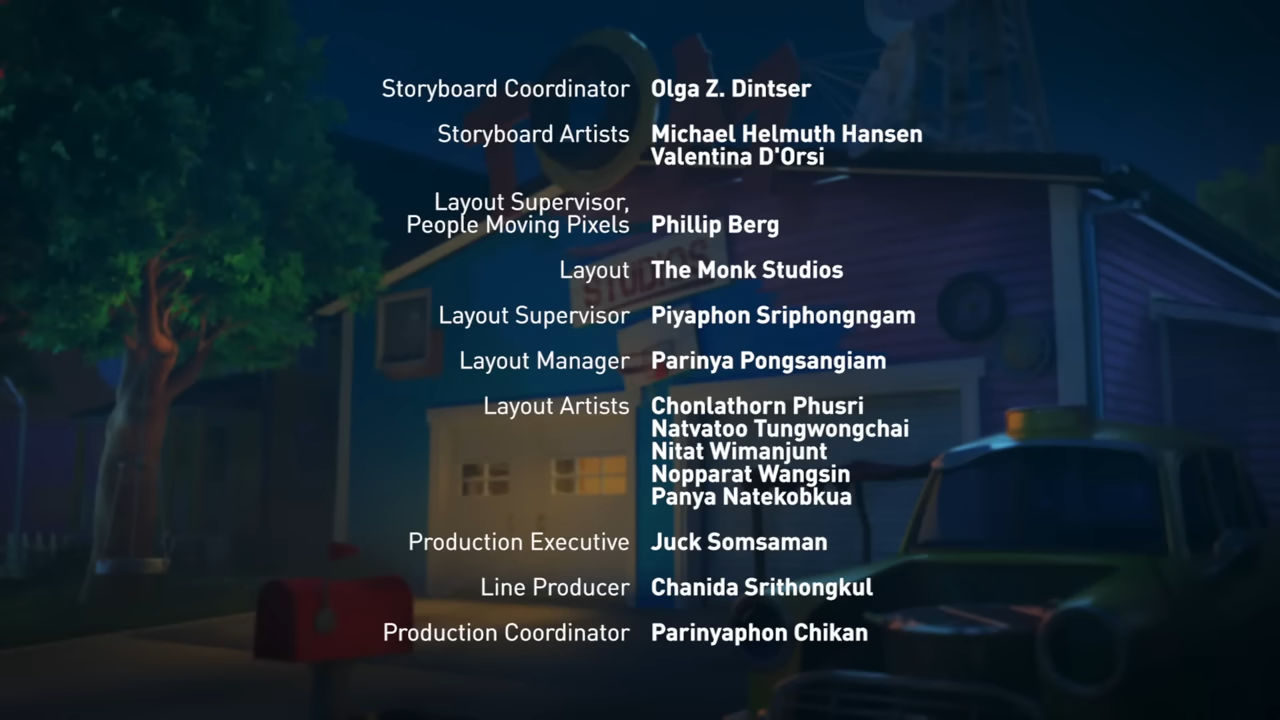 Storyboard Coordinator Olga Z. Dintser
Storyboard Artists Michael Helmuth Hansen
Valentina D'Orsi
Layout Supervisor,
People Moving Pixels Phillip Berg
Layout The Monk Studios
Layout Supervisor Piyaphon Sriphongngam
Layout Manager Parinya Pongsangiam
Layout Artists Chonlathorn Phusri
Natvatoo Tungwongchai
Nitat Wimanjunt
Nopparat Wangsin
Panya Natekobkua
Production Executive Juck Somsaman
Line Producer Chanida Srithongkul
Production Coordinator Parinyaphon Chikan
STUDIOS